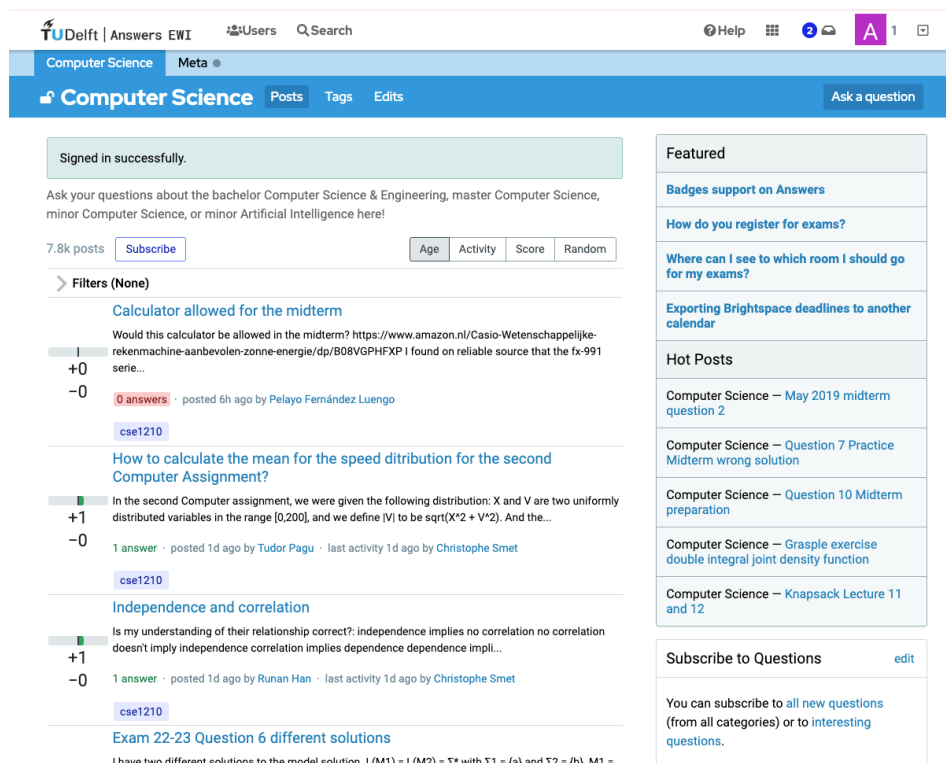 TUDelft | Answers EWI
Users
Search
Help
2
A
1
Computer Science
Meta
Computer Science
Posts
Tags
Edits
Ask a question
Signed in successfully.
Ask your questions about the bachelor Computer Science & Engineering, master Computer Science,
minor Computer Science, or minor Artificial Intelligence here!
7.8k posts
Subscribe
Age
Activity
Score
Random
Filters (None)
Calculator allowed for the midterm
Would this calculator be allowed in the midterm? https://www.amazon.nl/Casio-Wetenschappelijke-
rekenmachine-aanbevolen-zonne-energie/dp/B08VGPHFXP I found on reliable source that the fx-991
serie...
+0
−0
0 answers · posted 6h ago by Pelayo Fernández Luengo
cse1210
How to calculate the mean for the speed ditribution for the second
Computer Assignment?
In the second Computer assignment, we were given the following distribution: X and V are two uniformly
distributed variables in the range [0,200], and we define |V| to be sqrt(X^2 + V^2). And the...
+1
−0
1 answer · posted 1d ago by Tudor Pagu · last activity 1d ago by Christophe Smet
cse1210
Independence and correlation
Is my understanding of their relationship correct?: independence implies no correlation no correlation
doesn't imply independence correlation implies dependence dependence impli...
+1
−0
1 answer · posted 1d ago by Runan Han · last activity 1d ago by Christophe Smet
cse1210
Exam 22-23 Question 6 different solutions
I have two different solutions to the model solution. L(M1) = L(M2) = Σ* with Σ1 = {a} and Σ2 = {b}. M1 =
Featured
Badges support on Answers
How do you register for exams?
Where can I see to which room I should go
for my exams?
Exporting Brightspace deadlines to another
calendar
Hot Posts
Computer Science — May 2019 midterm
question 2
Computer Science — Question 7 Practice
Midterm wrong solution
Computer Science — Question 10 Midterm
preparation
Computer Science — Grasple exercise
double integral joint density function
Computer Science — Knapsack Lecture 11
and 12
Subscribe to Questions
edit
You can subscribe to all new questions
(from all categories) or to interesting
questions.